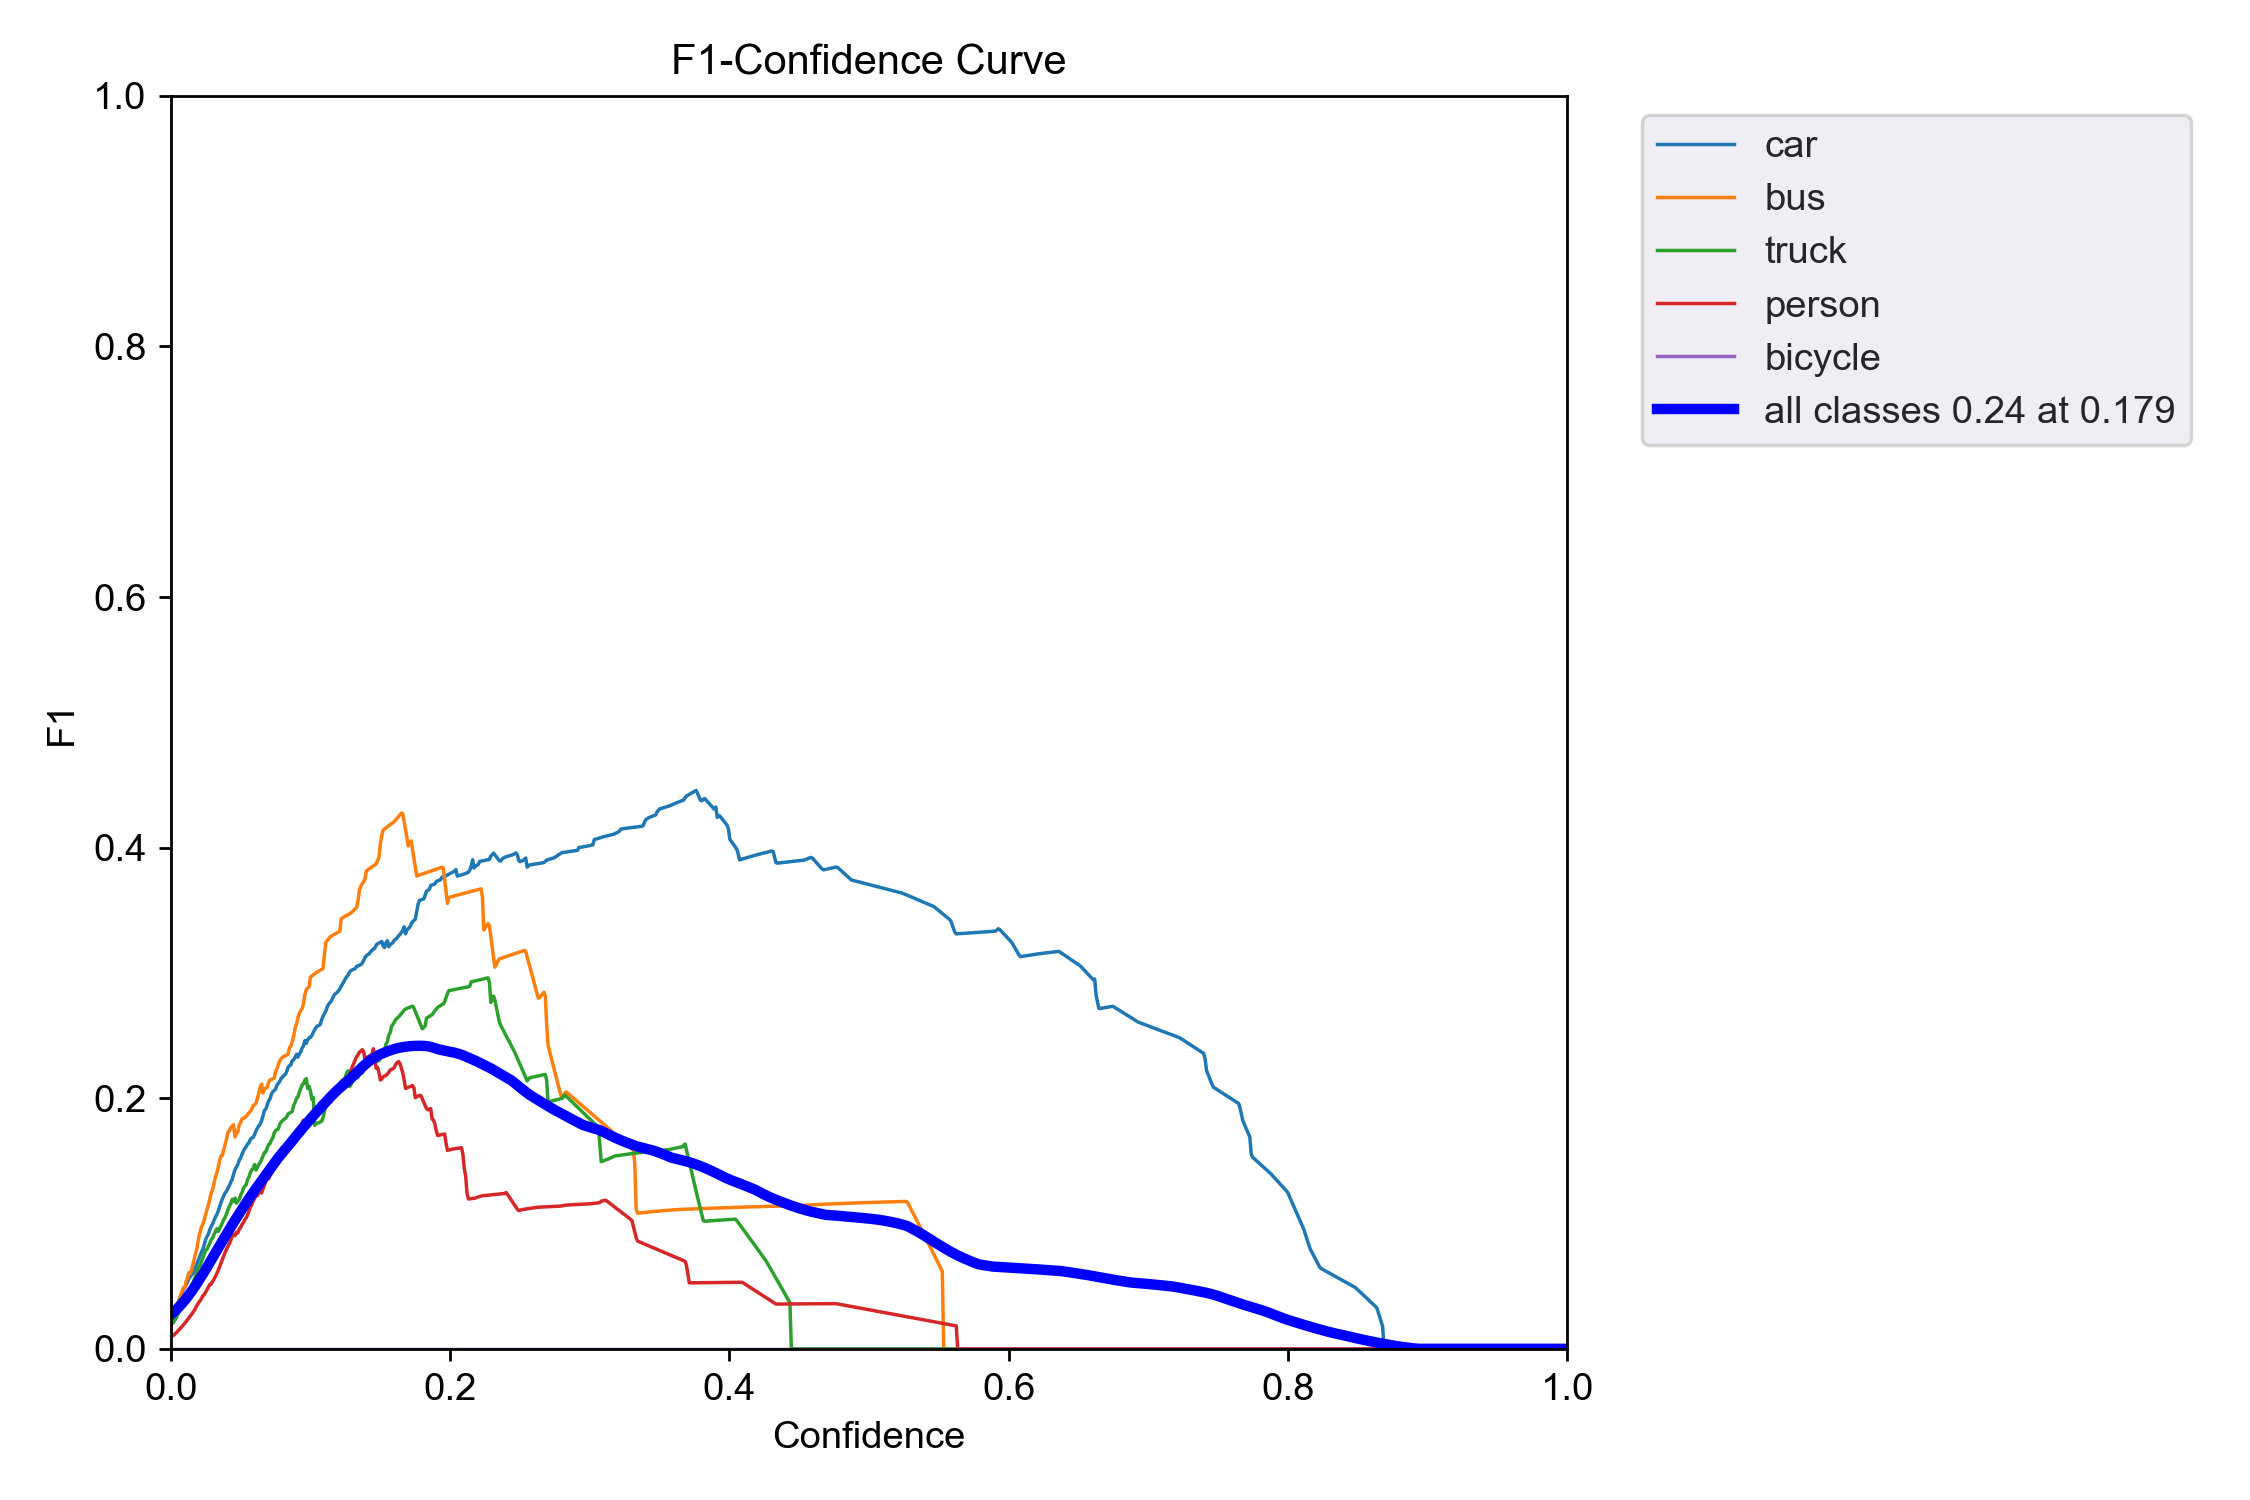 F1-Confidence Curve
1.0
0.8
0.6
0.4
0.2
0.0
F1
0.0 0.2 0.4 0.6 0.8 1.0
Confidence
car
bus
truck
person
bicycle
all classes 0.24 at 0.179